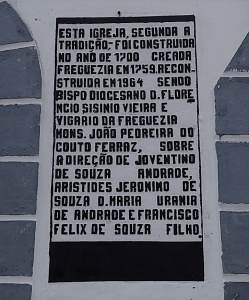 ESTA IGREJA, SEGUNDA A
TRADIÇÃO,-FOI CONSTRUIDA
NO ANO DE 1700 CREADA
FREGUEZIA EM 1759.RECON-
STRUIDA EM 1964 SENDO
BISPO DIOCESANO D.FLORE
NCIO SISINIO VIEIRA E
VIGARIO DA FREGUEZIA
MONS. JOÃO PEDREIRA DO
COUTO FERRAZ, SOBRE
A DIREÇÃO DE JOVENTINO
DE SOUZA ANDRADE,
ARISTIDES JERONIMO DE
SOUZA D.MARIA URANIA
DE ANDRADE E FRANCISCO
FELIX DE SOUZA FILHO.